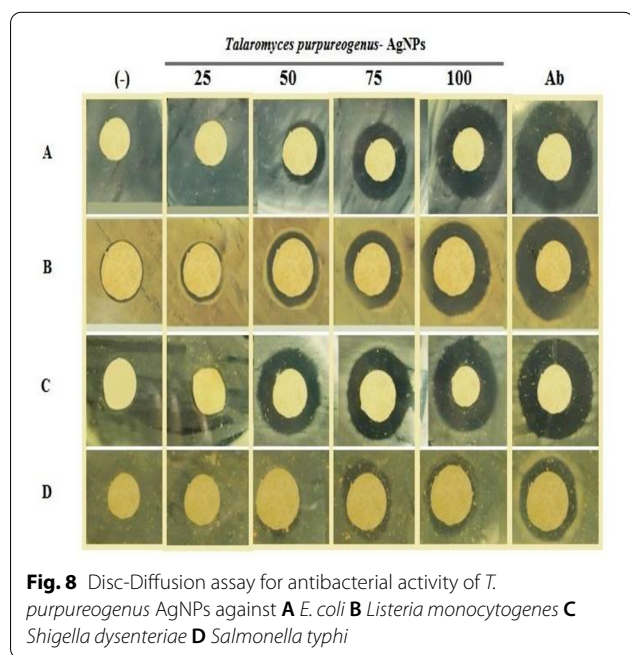 Talaromyces purpureogenus- AgNPs
(-) 25 50 75 100 Ab
A
B
C
D
Fig. 8 Disc-Diffusion assay for antibacterial activity of T.
purpureogenus AgNPs against A E. coli B Listeria monocytogenes C
Shigella dysenteriae D Salmonella typhi